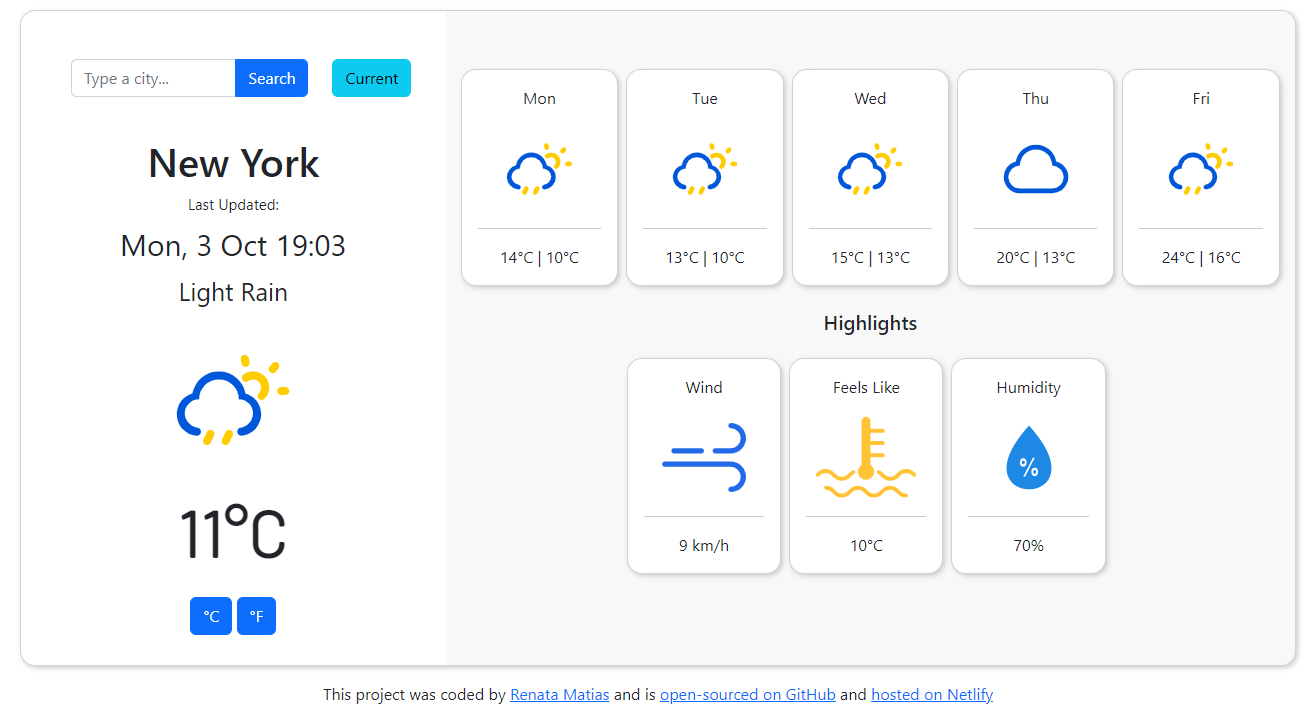 Type a city...
Search
Current
New York
Last Updated:
Mon, 3 Oct 19:03
Light Rain
11°C
°C
°F
Mon
14°C | 10°C
Tue
13°C | 10°C
Wed
15°C | 13°C
Thu
20°C | 13°C
Fri
24°C | 16°C
Highlights
Wind
9 km/h
Feels Like
10°C
Humidity
%
70%
This project was coded by Renata Matias and is open-sourced on GitHub and hosted on Netlify